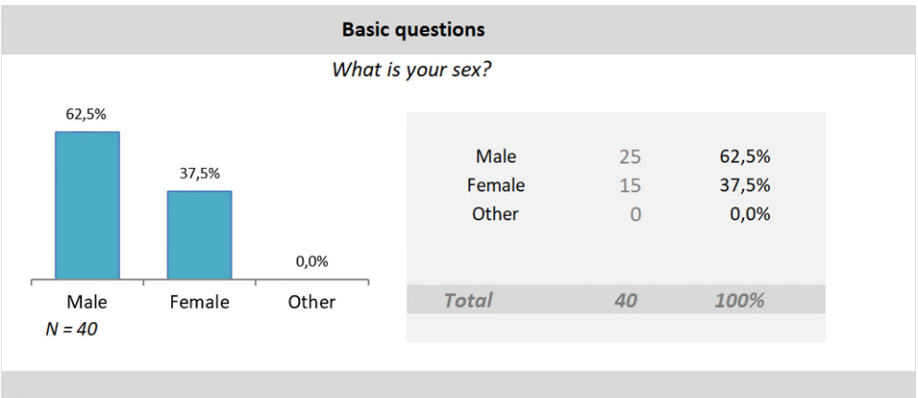 Basic questions
What is your sex?
62,5%
37,5%
0,0%
Male Female Other
N = 40
Male 25 62,5%
Female 15 37,5%
Other 0 0,0%
Total 40 100%